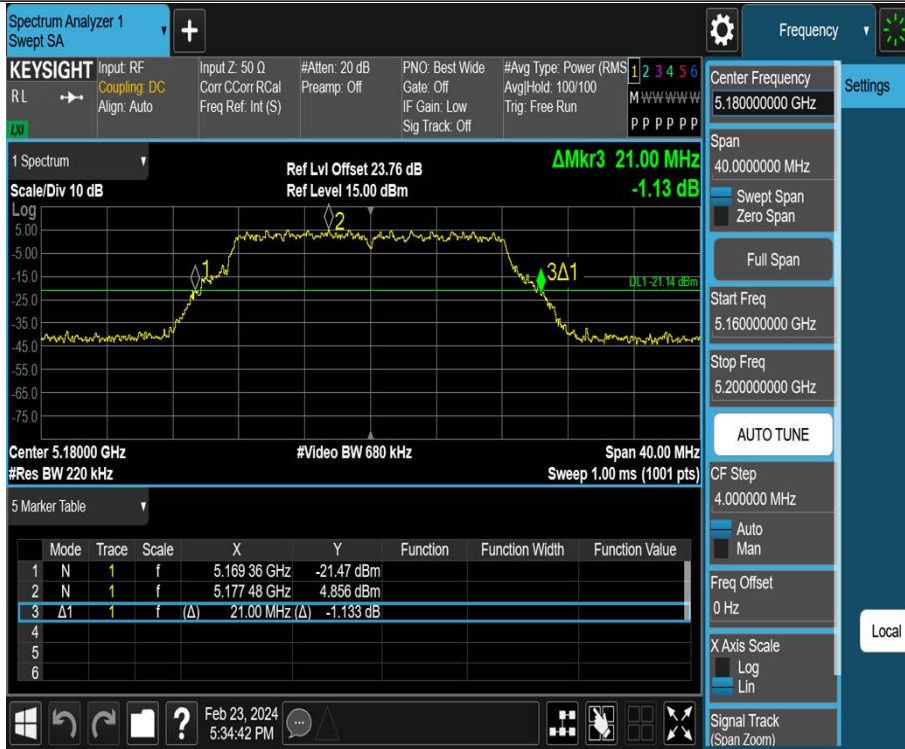 Spectrum Analyzer 1
Swept SA
+
Frequency
KEYSIGHT
RL
LXI
Input: RF
Coupling: DC
Align: Auto
Input Z: 50 Ω
Corr CCorr RCal
Freq Ref: Int (S)
#Atten: 20 dB
Preamp: Off
PNO: Best Wide
Gate: Off
IF Gain: Low
Sig Track: Off
#Avg Type: Power (RMS
Avg|Hold: 100/100
Trig: Free Run
1 2 3 4 5 6
M W W W W W
P P P P P P
1 Spectrum
Scale/Div 10 dB
Ref Lvl Offset 23.76 dB
Ref Level 15.00 dBm
ΔMkr3 21.00 MHz
-1.13 dB
Log
5.00
-5.00
-15.0
-25.0
-35.0
-45.0
-55.0
-65.0
-75.0
1
2
3Δ1
DL1 -21.14 dBm
Center 5.18000 GHz
#Res BW 220 kHz
#Video BW 680 kHz
Span 40.00 MHz
Sweep 1.00 ms (1001 pts)
5 Marker Table
Mode Trace Scale X Y Function Function Width Function Value
1 N 1 f 5.169 36 GHz -21.47 dBm
2 N 1 f 5.177 48 GHz 4.856 dBm
3 Δ1 1 f (Δ) 21.00 MHz (Δ) -1.133 dB
4
5
6
?
Feb 23, 2024
5:34:42 PM
Center Frequency
5.180000000 GHz
Span
40.0000000 MHz
Swept Span
Zero Span
Full Span
Start Freq
5.160000000 GHz
Stop Freq
5.200000000 GHz
AUTO TUNE
CF Step
4.000000 MHz
Auto
Man
Freq Offset
0 Hz
X Axis Scale
Log
Lin
Signal Track
(Span Zoom)
Settings
Local